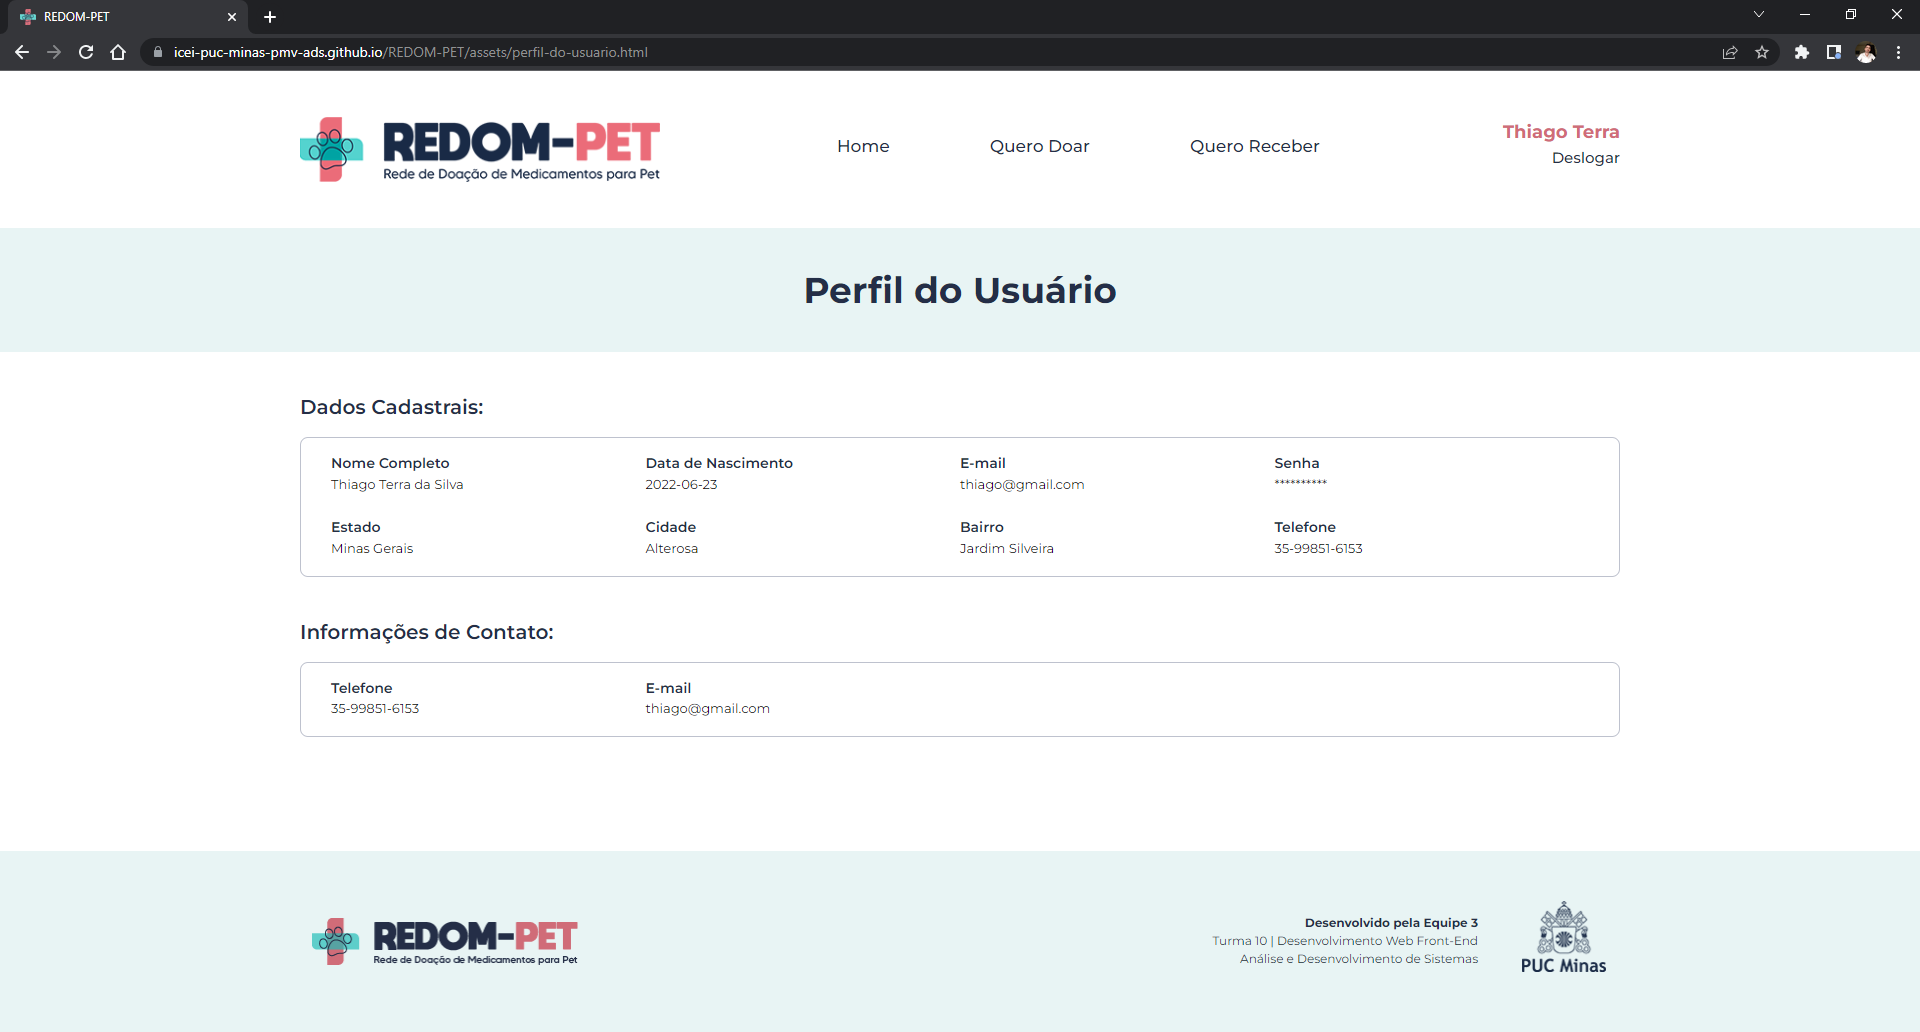 REDOM-PET
icei-puc-minas-pmv-ads.github.io/REDOM-PET/assets/perfil-do-usuario.html
REDOM-PET
Rede de Doação de Medicamentos para Pet
Home
Quero Doar
Quero Receber
Thiago Terra
Deslogar
Perfil do Usuário
Dados Cadastrais:
Nome Completo
Thiago Terra da Silva
Data de Nascimento
2022-06-23
E-mail
thiago@gmail.com
Senha
**********
Estado
Minas Gerais
Cidade
Alterosa
Bairro
Jardim Silveira
Telefone
35-99851-6153
Informações de Contato:
Telefone
35-99851-6153
E-mail
thiago@gmail.com
REDOM-PET
Rede de Doação de Medicamentos para Pet
Desenvolvido pela Equipe 3
Turma 10 | Desenvolvimento Web Front-End
Análise e Desenvolvimento de Sistemas
PUC Minas